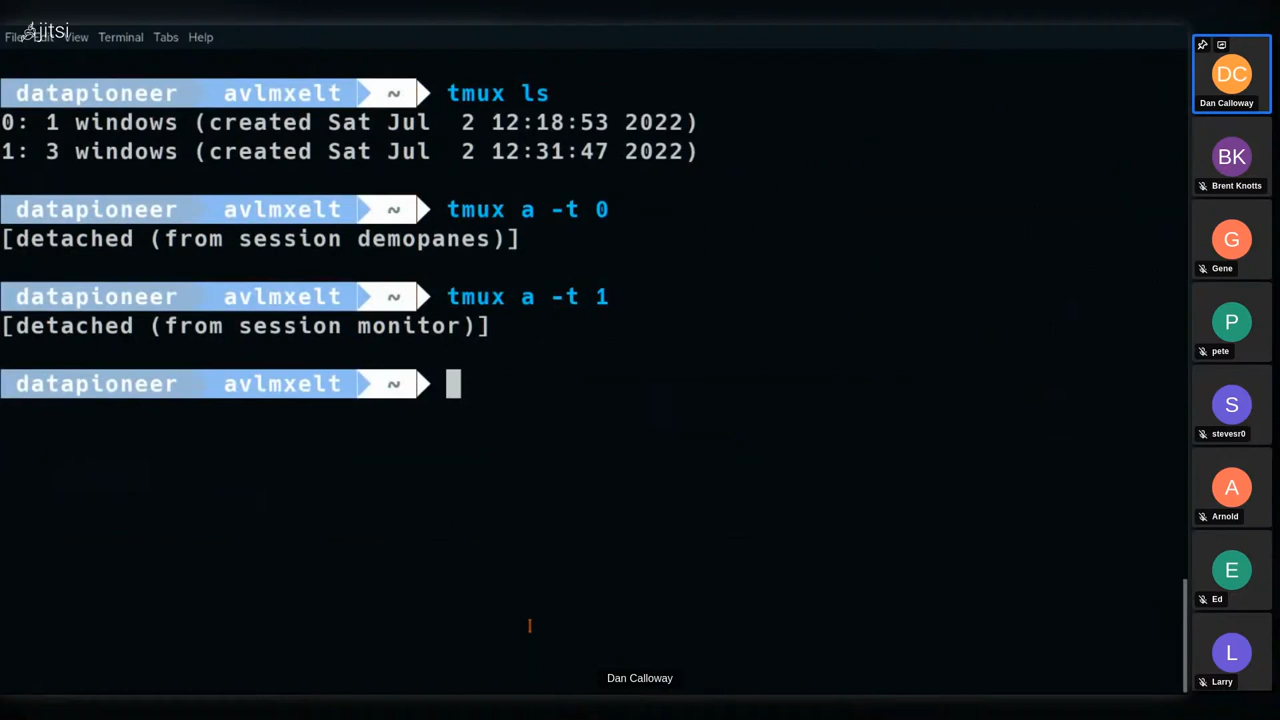 jitsi
File Edit View Terminal Tabs Help
datapioneer avlmxelt ~ tmux ls
0: 1 windows (created Sat Jul  2 12:18:53 2022)
1: 3 windows (created Sat Jul  2 12:31:47 2022)
datapioneer avlmxelt ~ tmux a -t 0
[detached (from session demopanes)]
datapioneer avlmxelt ~ tmux a -t 1
[detached (from session monitor)]
datapioneer avlmxelt ~
Dan Calloway
DC
Dan Calloway
BK
Brent Knotts
G
Gene
P
pete
S
stevesr0
A
Arnold
E
Ed
L
Larry